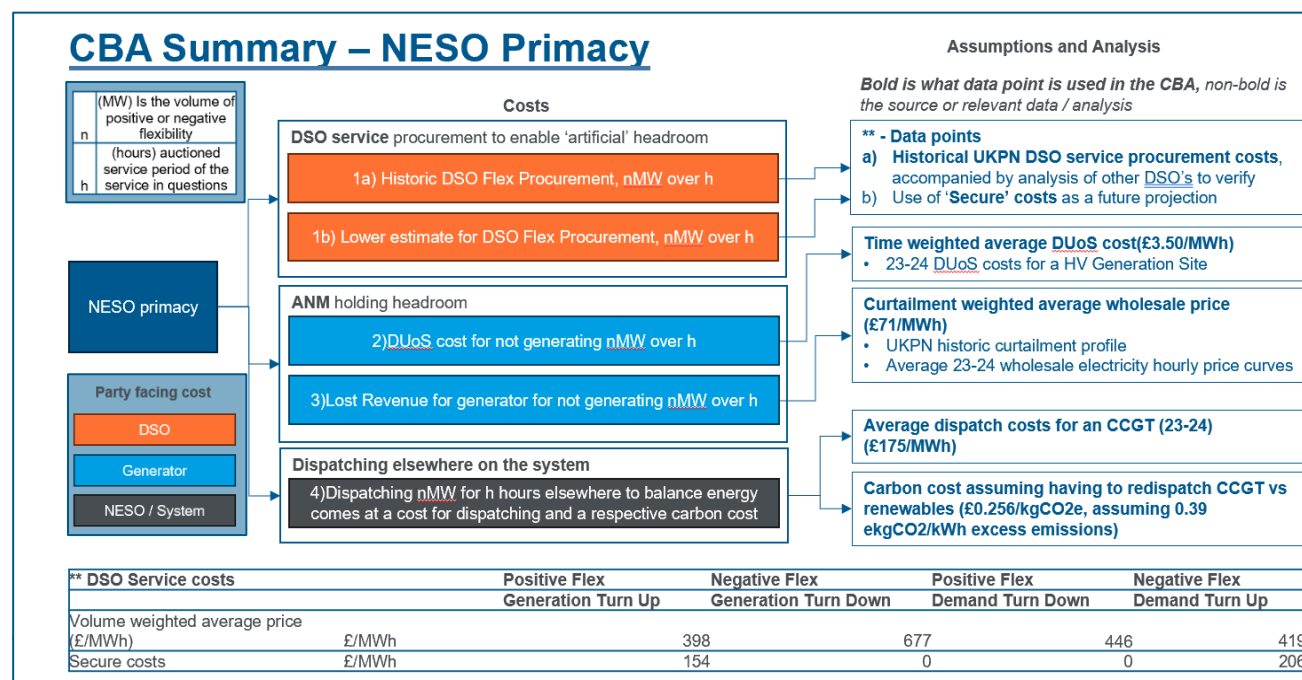 CBA Summary – NESO Primacy
Assumptions and Analysis
Bold is what data point is used in the CBA, non-bold is
the source or relevant data / analysis
n
(MW) Is the volume of
positive or negative
flexibility
h
(hours) auctioned
service period of the
service in questions
Costs
DSO service procurement to enable ‘artificial’ headroom
1a) Historic DSO Flex Procurement, nMW over h
1b) Lower estimate for DSO Flex Procurement, nMW over h
** - Data points
a) Historical UKPN DSO service procurement costs,
accompanied by analysis of other DSO’s to verify
b) Use of ‘Secure’ costs as a future projection
NESO primacy
ANM holding headroom
2)DUoS cost for not generating nMW over h
3)Lost Revenue for generator for not generating nMW over h
Time weighted average DUoS cost(£3.50/MWh)
• 23-24 DUoS costs for a HV Generation Site
Curtailment weighted average wholesale price
(£71/MWh)
• UKPN historic curtailment profile
• Average 23-24 wholesale electricity hourly price curves
Party facing cost
DSO
Generator
NESO / System
Dispatching elsewhere on the system
4)Dispatching nMW for h hours elsewhere to balance energy
comes at a cost for dispatching and a respective carbon cost
Average dispatch costs for an CCGT (23-24)
(£175/MWh)
Carbon cost assuming having to redispatch CCGT vs
renewables (£0.256/kgCO2e, assuming 0.39
ekgCO2/kWh excess emissions)
** DSO Service costs Positive Flex Negative Flex Positive Flex Negative Flex
Generation Turn Up Generation Turn Down Demand Turn Down Demand Turn Up
Volume weighted average price
(£/MWh) £/MWh 398 677 446 419
Secure costs £/MWh 154 0 0 206